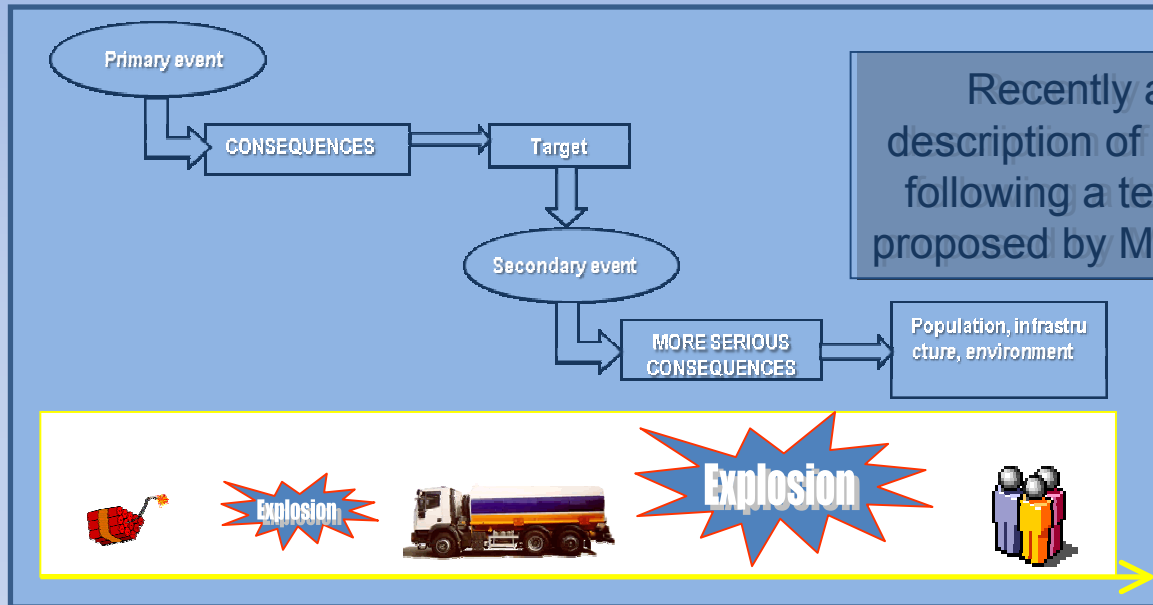 Primary event
CONSEQUENCES
Target
Secondary event
MORE SERIOUS
CONSEQUENCES
Population, infrastru
cture, environment
Recently
description of
following a
proposed by
Explosion
Explosion